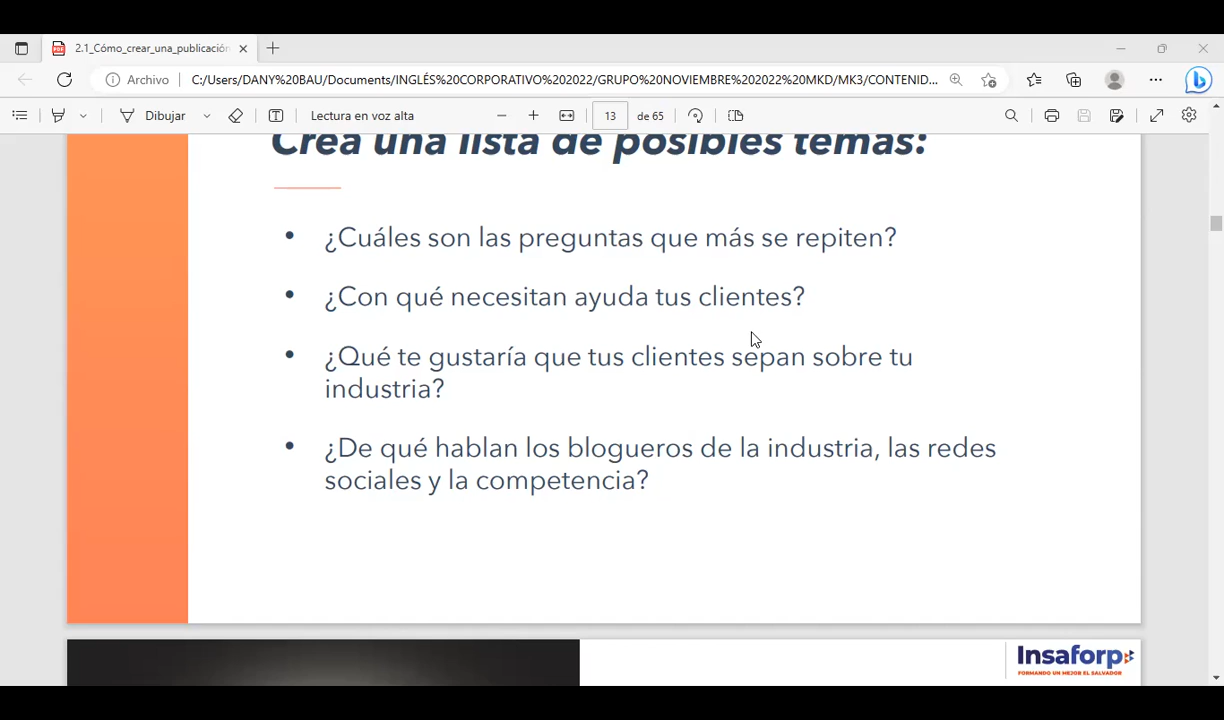 2.1_Cómo_crear_una_publicación
Archivo
C:/Users/DANY%20BAU/Documents/INGLÉS%20CORPORATIVO%202022/GRUPO%20NOVIEMBRE%202022%20MKD/MK3/CONTENID...
Dibujar
Lectura en voz alta
13
de 65
Crea una lista de posibles temas:
• ¿Cuáles son las preguntas que más se repiten?
• ¿Con qué necesitan ayuda tus clientes?
• ¿Qué te gustaría que tus clientes sepan sobre tu
industria?
• ¿De qué hablan los blogueros de la industria, las redes
sociales y la competencia?
Insaforp
FORMANDO UN MEJOR EL SALVADOR